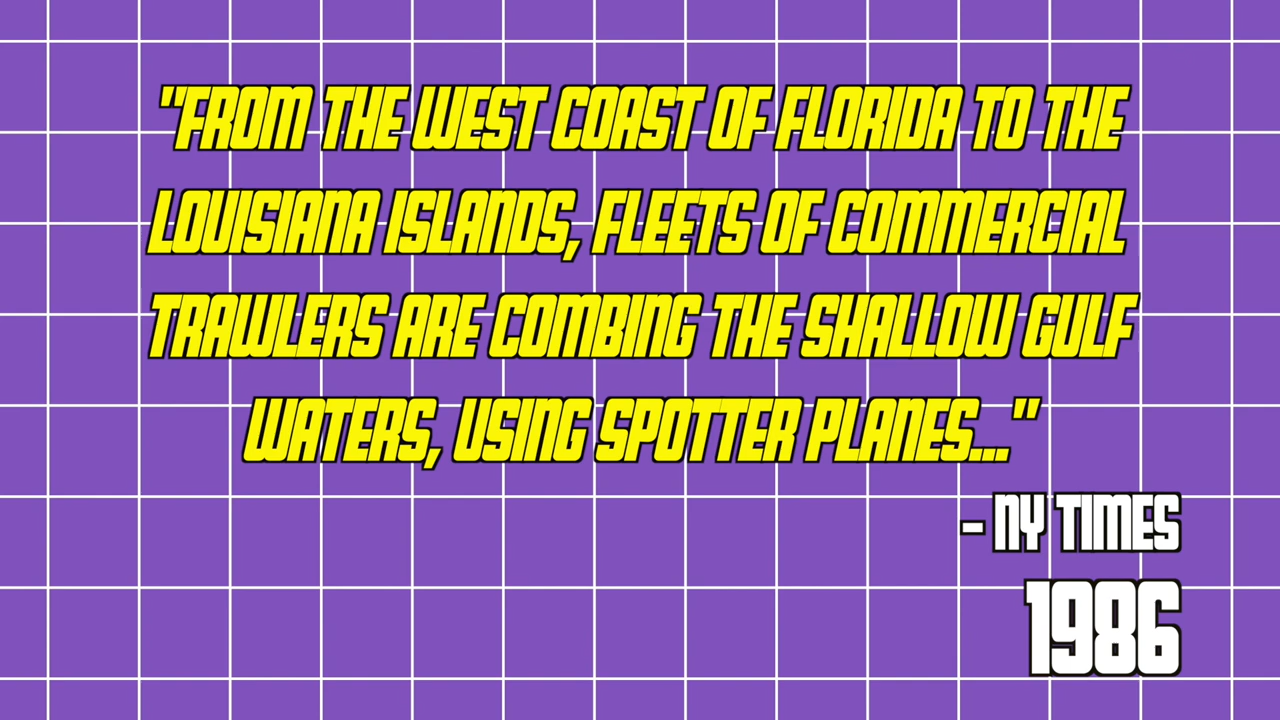 "FROM THE WEST COAST OF FLORIDA TO THE
LOUISIANA ISLANDS, FLEETS OF COMMERCIAL
TRAWLERS ARE COMBING THE SHALLOW GULF
WATERS, USING SPOTTER PLANES..."
- NY TIMES
1986